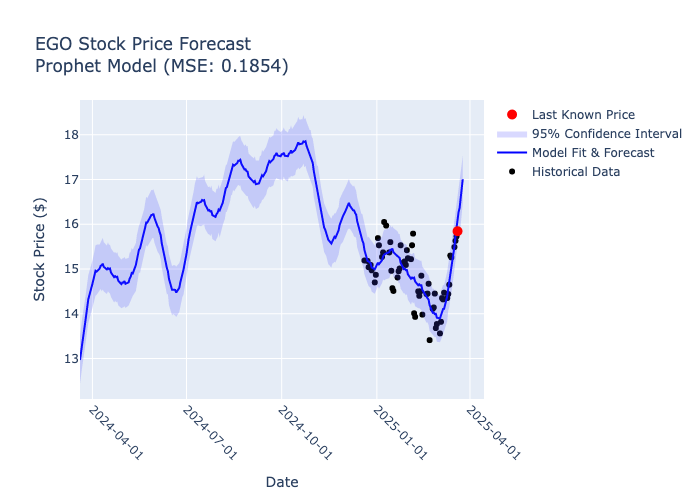 EGO Stock Price Forecast
Prophet Model (MSE: 0.1854)
Last Known Price
95% Confidence Interval
Model Fit & Forecast
Historical Data
Stock Price ($)
18
17
16
15
14
13
2024-04-01
2024-07-01
2024-10-01
2025-01-01
2025-04-01
Date